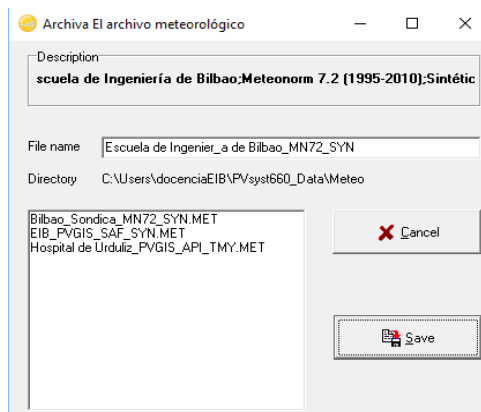 Archiva El archivo meteorológico
Description
scuela de Ingeniería de Bilbao;Meteonorm 7.2 (1995-2010);Sintétic
File name Escuela de Ingenier_a de Bilbao_MN72_SYN
Directory C:\Users\docenciaEIB\PVsyst660_Data\Meteo
Bilbao_Sondica_MN72_SYN.MET
EIB_PVGIS_SAF_SYN.MET
Hospital de Urduliz_PVGIS_API_TMY.MET
Cancel
Save